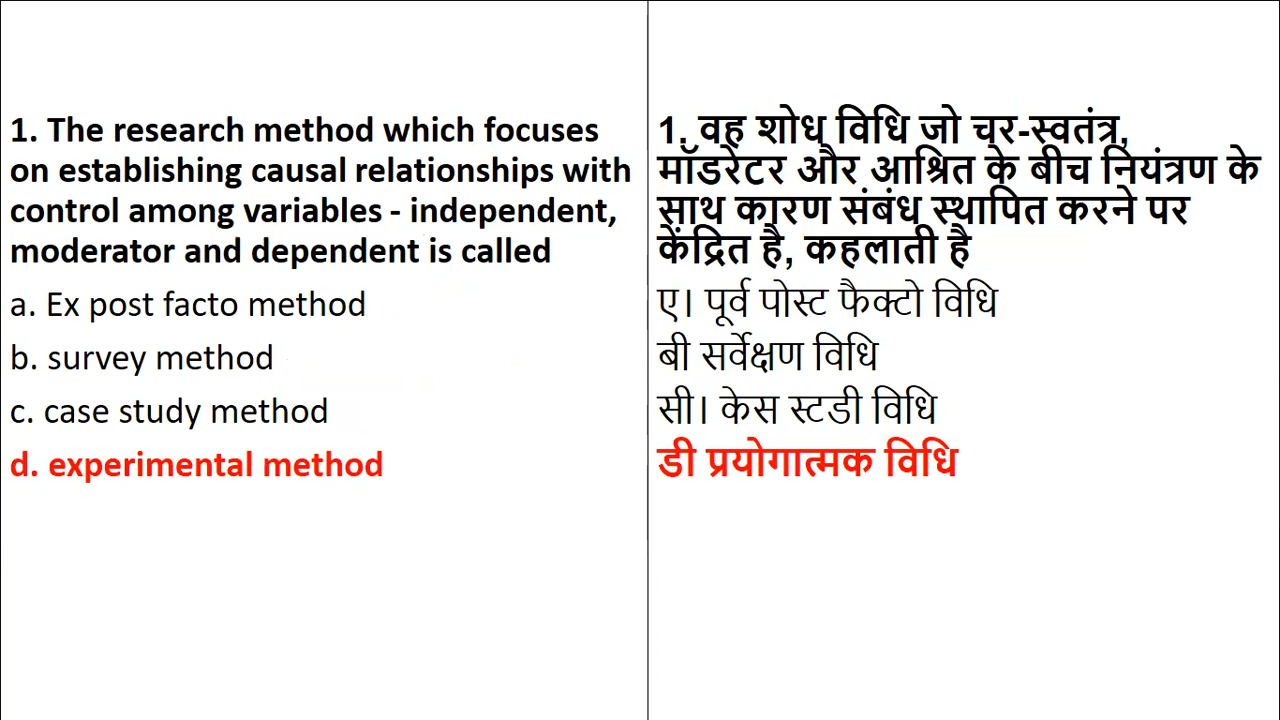 1. The research method which focuses
on establishing causal relationships with
control among variables - independent,
moderator and dependent is called
a. Ex post facto method
b. survey method
c. case study method
d. experimental method
1. वह शोध विधि जो चर-स्वतंत्र,
मॉडरेटर और आश्रित के बीच नियंत्रण के
साथ कारण संबंध स्थापित करने पर
केंद्रित है, कहलाती है
ए। पूर्व पोस्ट फैक्टो विधि
बी सर्वेक्षण विधि
सी। केस स्टडी विधि
डी प्रयोगात्मक विधि